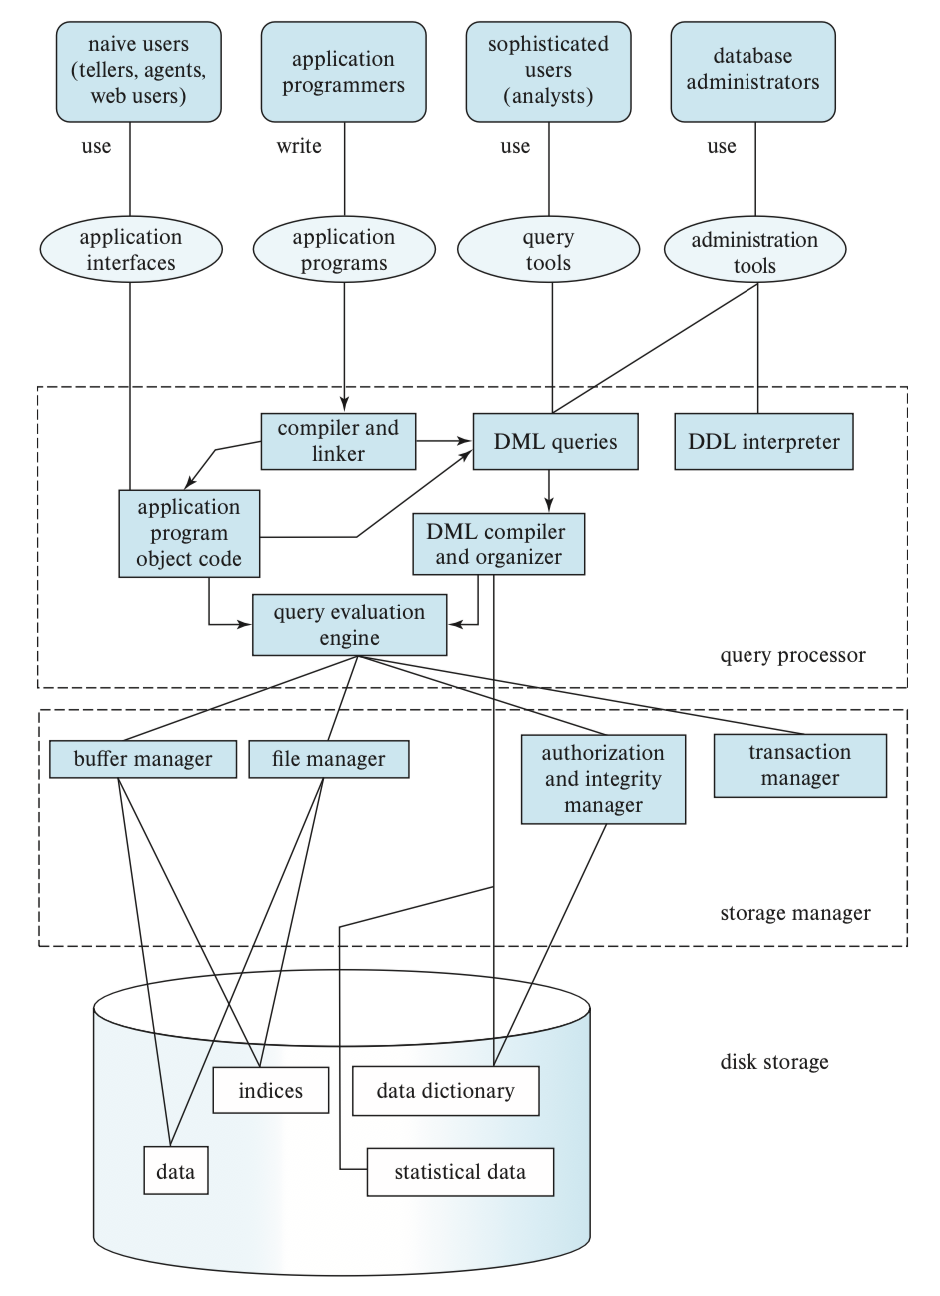 naive users
(tellers, agents,
web users)
application
programmers
sophisticated
users
(analysts)
database
administrators
use
write
use
use
application
interfaces
application
programs
query
tools
administration
tools
compiler and
linker
DML queries
DDL interpreter
application
program
object code
DML compiler
and organizer
query evaluation
engine
query processor
buffer manager
file manager
authorization
and integrity
manager
transaction
manager
storage manager
disk storage
indices
data dictionary
data
statistical data